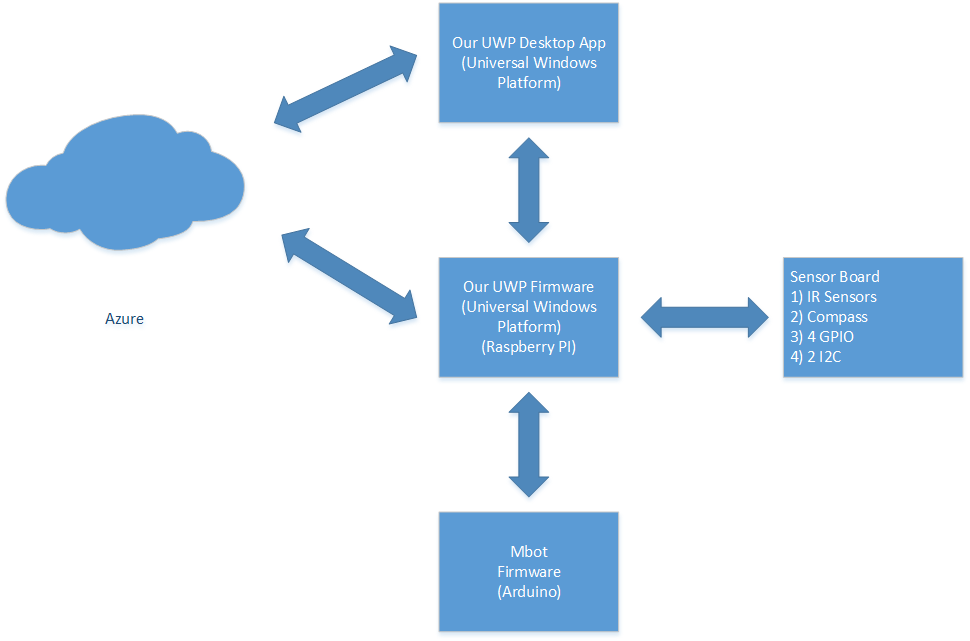 Our UWP Desktop App
(Universal Windows
Platform)
Azure
Our UWP Firmware
(Universal Windows
Platform)
(Raspberry PI)
Sensor Board
1) IR Sensors
2) Compass
3) 4 GPIO
4) 2 I2C
Mbot
Firmware
(Arduino)